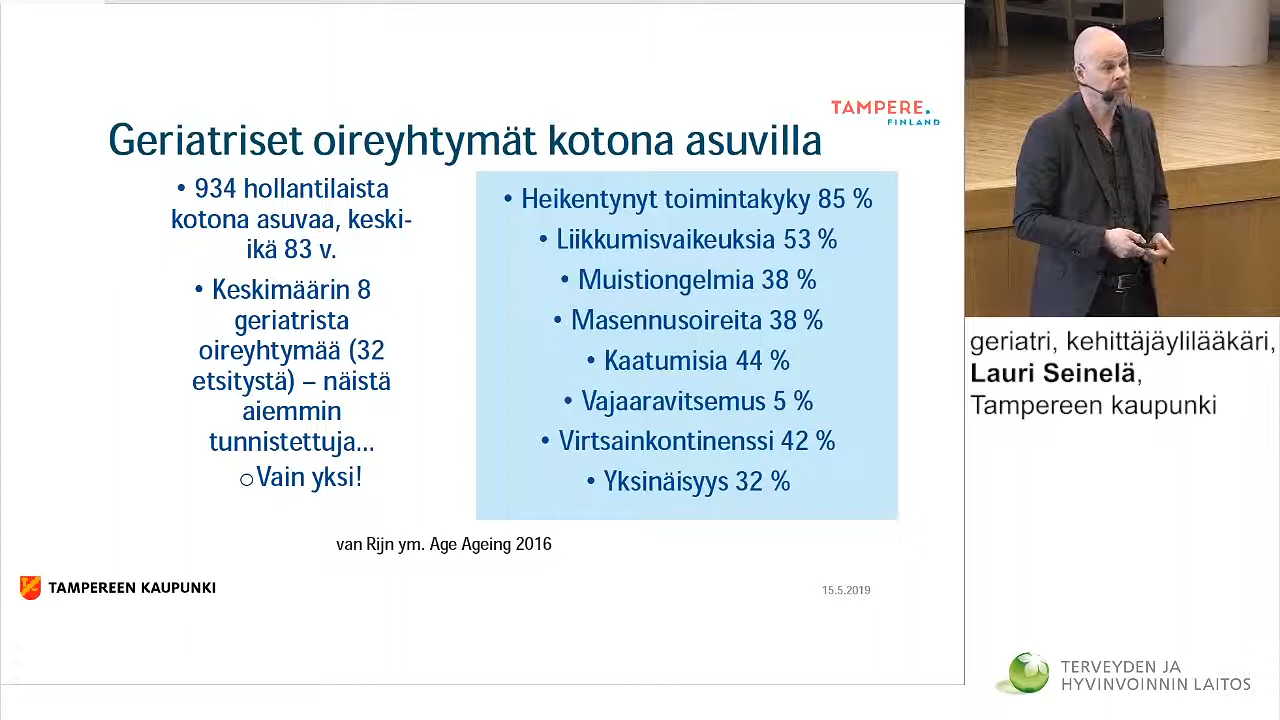 TAMPERE.
FINLAND
Geriatriset oireyhtymät kotona asuvilla
• 934 hollantilaista
kotona asuvaa, keski-
ikä 83 v.
• Keskimäärin 8
geriatrista
oireyhtymää (32
etsitystä) – näistä
aiemmin
tunnistettuja...
oVain yksi!
• Heikentynyt toimintakyky 85 %
• Liikkumisvaikeuksia 53 %
• Muistiongelmia 38 %
• Masennusoireita 38 %
• Kaatumisia 44 %
• Vajaaravitsemus 5 %
• Virtsainkontinenssi 42 %
• Yksinäisyys 32 %
van Rijn ym. Age Ageing 2016
TAMPEREEN KAUPUNKI
15.5.2019
geriatri, kehittäjäylilääkäri,
Lauri Seinelä,
Tampereen kaupunki
TERVEYDEN JA
HYVINVOINNIN LAITOS